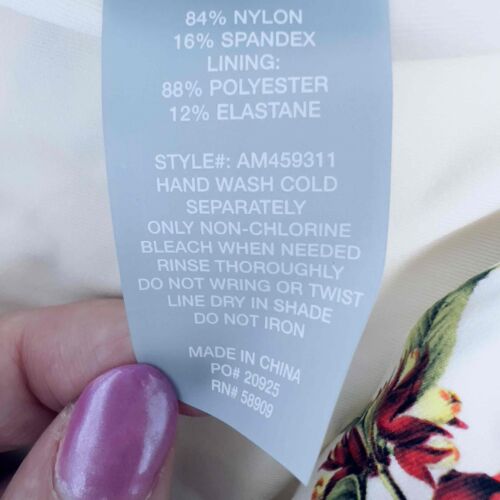 84% NYLON
16% SPANDEX
LINING:
88% POLYESTER
12% ELASTANE
STYLE#: AM459311
HAND WASH COLD
SEPARATELY
ONLY NON-CHLORINE
BLEACH WHEN NEEDED
RINSE THOROUGHLY
DO NOT WRING OR TWIST
LINE DRY IN SHADE
DO NOT IRON
MADE IN CHINA
PO# 20925
RN# 58909